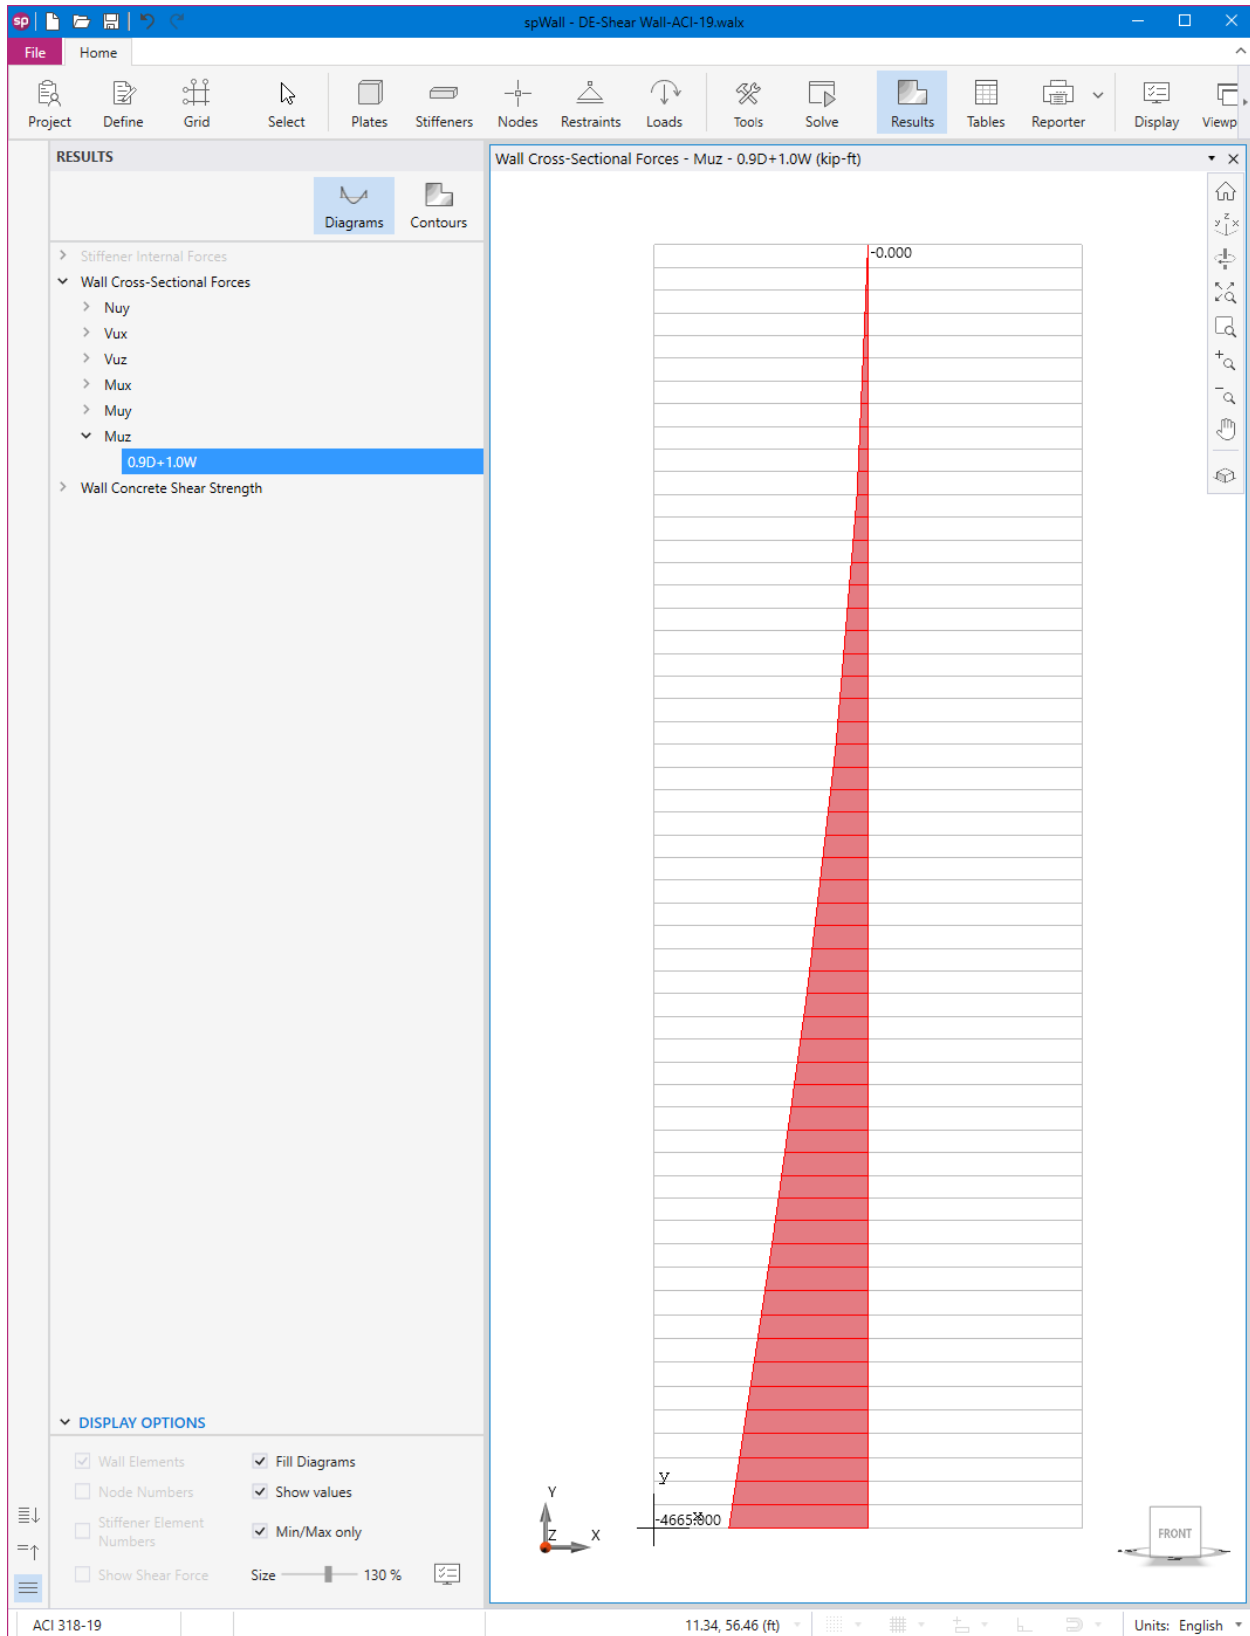 sp
spWall - DE-Shear Wall-ACI-19.walx
File Home
Project Define Grid Select Plates Stiffeners Nodes Restraints Loads Tools Solve Results Tables Reporter Display Viewp
RESULTS
Diagrams Contours
Stiffener Internal Forces
Wall Cross-Sectional Forces
Nuy
Vux
Vuz
Mux
Muy
Muz
0.9D+1.0W
Wall Concrete Shear Strength
DISPLAY OPTIONS
Wall Elements Fill Diagrams
Node Numbers Show values
Stiffener Element
Numbers
Min/Max only
Show Shear Force Size 130 %
Wall Cross-Sectional Forces - Muz - 0.9D+1.0W (kip-ft)
y z x
-0.000
y
x
Y
Z X
FRONT
ACI 318-19 11.34, 56.46 (ft) Units: English